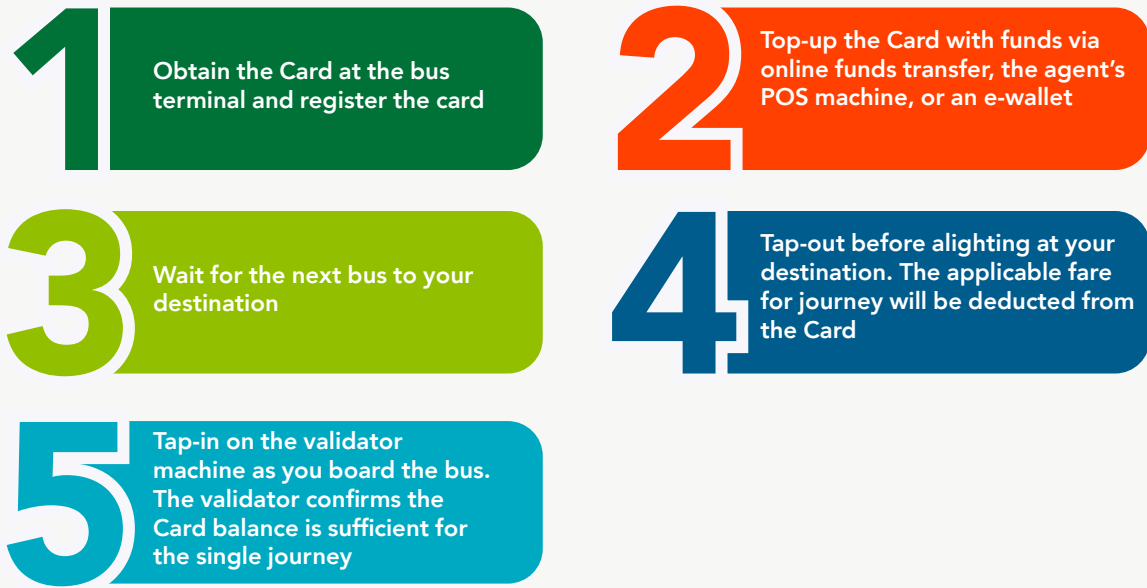 1
Obtain the Card at the bus
terminal and register the card
2
Top-up the Card with funds via
online funds transfer, the agent's
POS machine, or an e-wallet
3
Wait for the next bus to your
destination
4
Tap-out before alighting at your
destination. The applicable fare
for journey will be deducted from
the Card
5
Tap-in on the validator
machine as you board the bus.
The validator confirms the
Card balance is sufficient for
the single journey